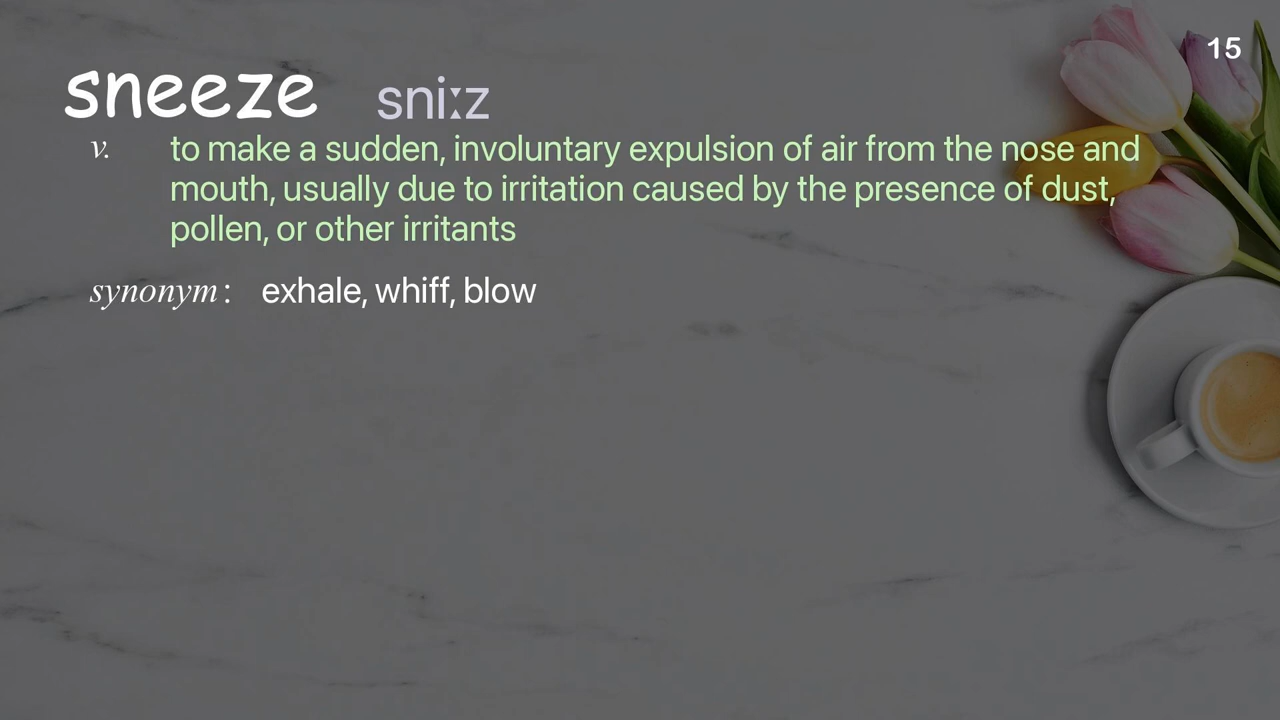 15
sneeze sniːz
v. to make a sudden, involuntary expulsion of air from the nose and
mouth, usually due to irritation caused by the presence of dust,
pollen, or other irritants
synonym : exhale, whiff, blow